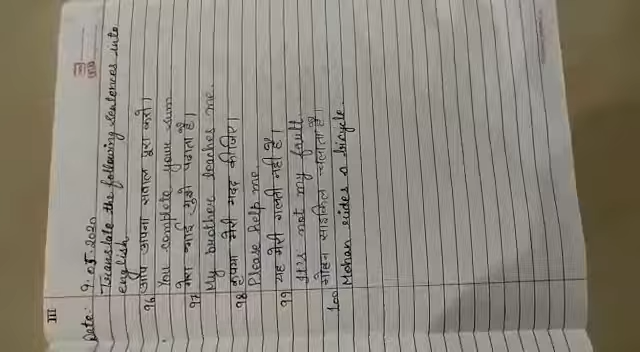 III
Date: 9.07.2020
Translate the following sentences into
english.
96 आप अपना सवाल पूरा करो।
You complete your sum.
97 मेरा भाई मुझे पढ़ाता है।
My brother teaches me.
98 कृपया मेरी मदद कीजिए।
Please help me.
99 यह मेरी गलती नहीं है।
It is not my fault.
100 मोहन साइकिल चलाता है।
Mohan rides a bicycle.